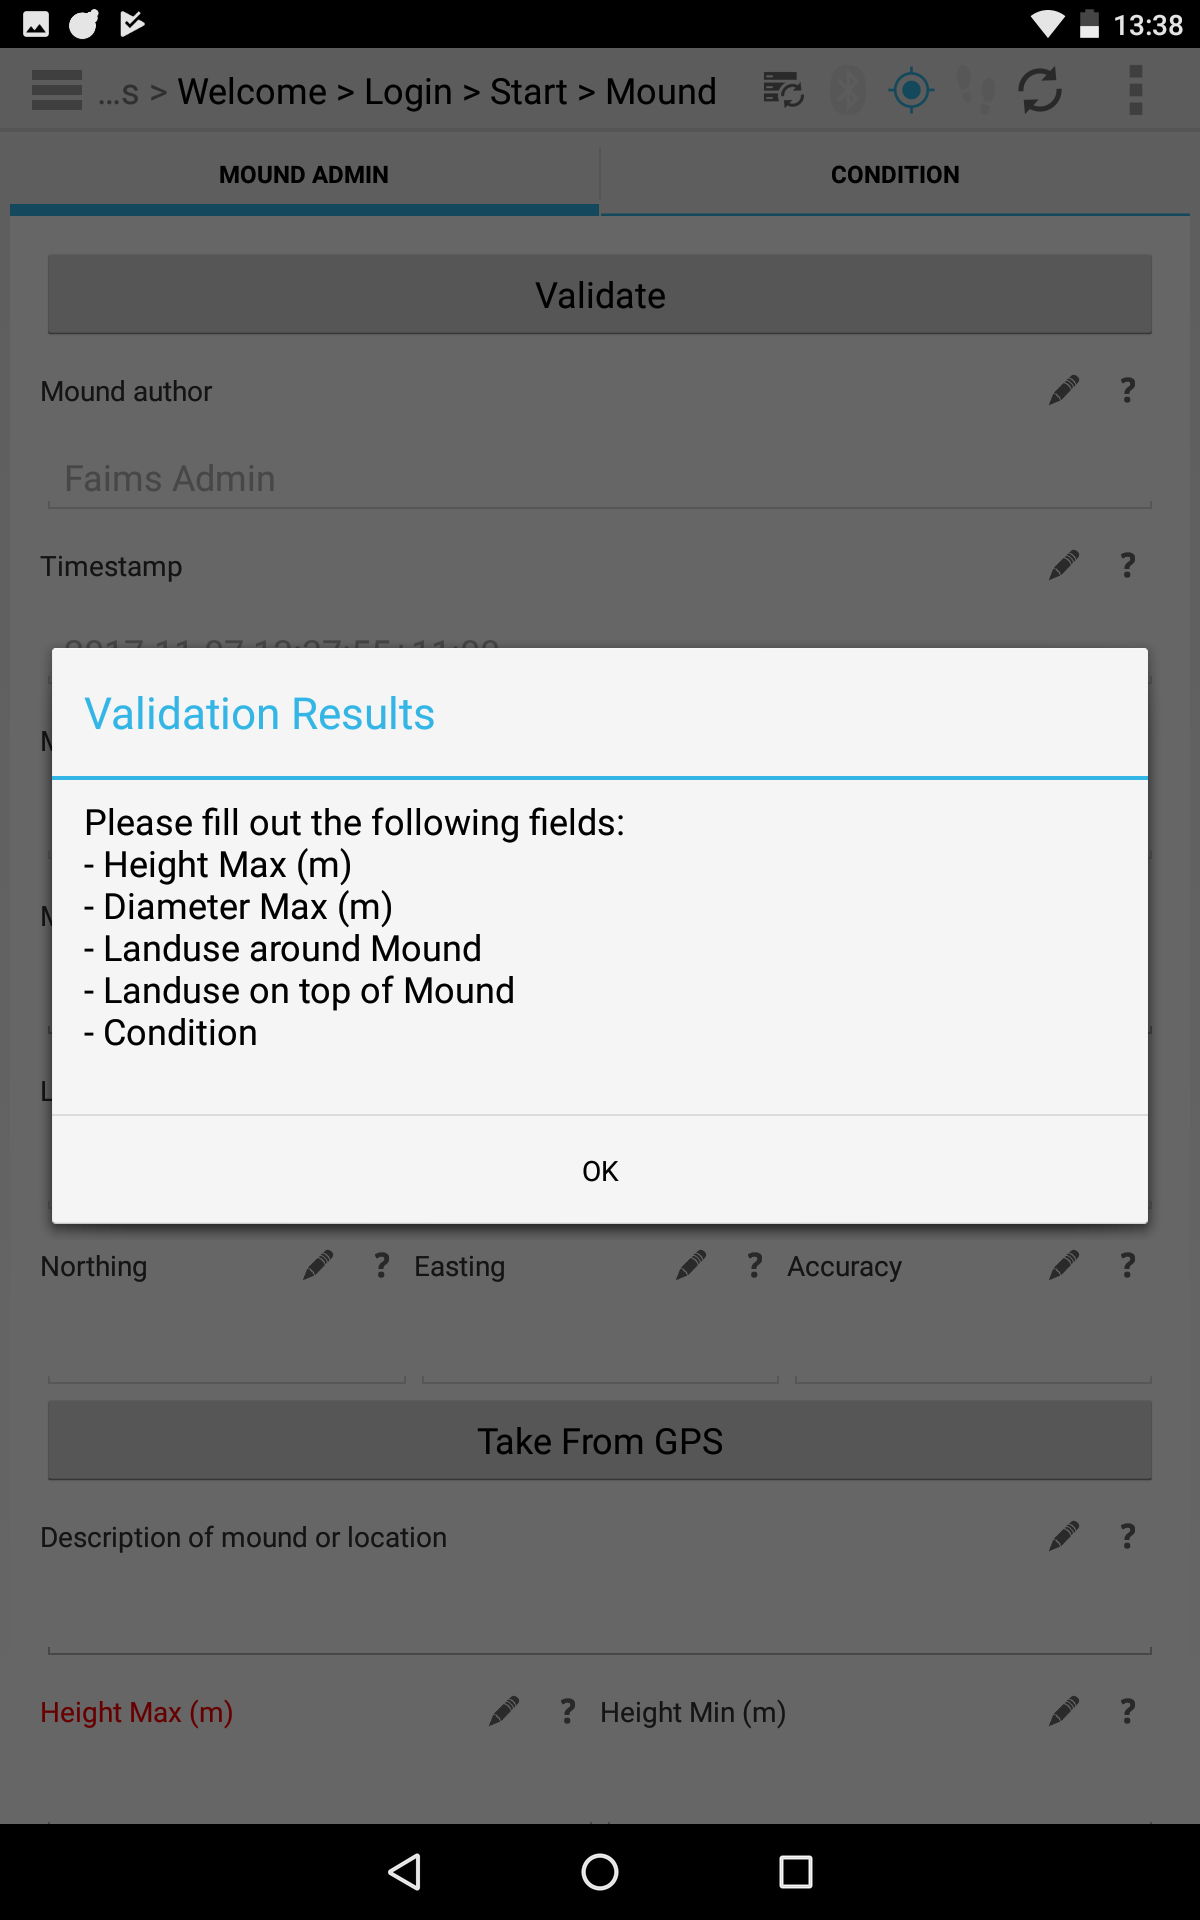 13:38
...s > Welcome > Login > Start > Mound
MOUND ADMIN
CONDITION
Validate
Mound author
?
Faims Admin
Timestamp
?
Validation Results
Please fill out the following fields:
- Height Max (m)
- Diameter Max (m)
- Landuse around Mound
- Landuse on top of Mound
- Condition
OK
Northing ? Easting ? Accuracy ?
Take From GPS
Description of mound or location
?
Height Max (m) ? Height Min (m) ?